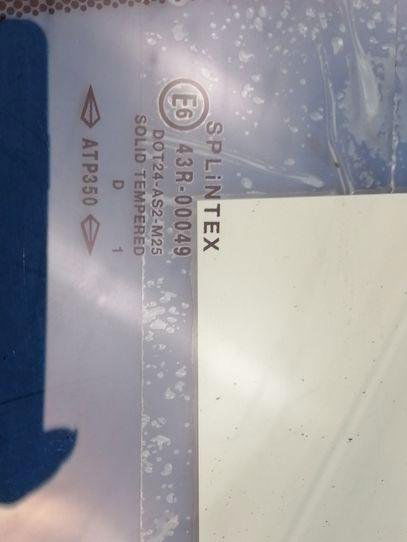 SPLiNTEX
E6 43R-00049
DOT24-AS2-M25
SOLID TEMPERED
D 1
ATP350